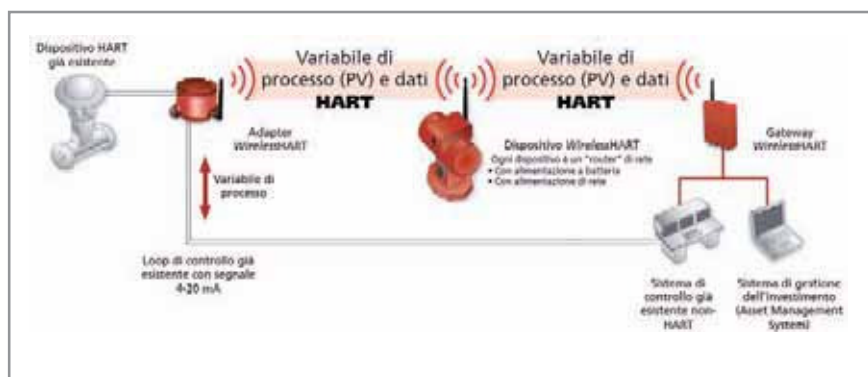 Dispositivo HART
già esistente
Variabile di
processo (PV) e dati
HART
Variabile di
processo (PV) e dati
HART
Adapter
WirelessHART
Dispositivo WirelessHART
Ogni dispositivo è un "router" di rete
• Con alimentazione a batteria
• Con alimentazione di rete
Gateway
WirelessHART
Variabile di
processo
Loop di controllo già
esistente con segnale
4-20 mA
Sistema di
controllo già
esistente non-
HART
Sistema di gestione
dell'investimento
(Asset Management
System)